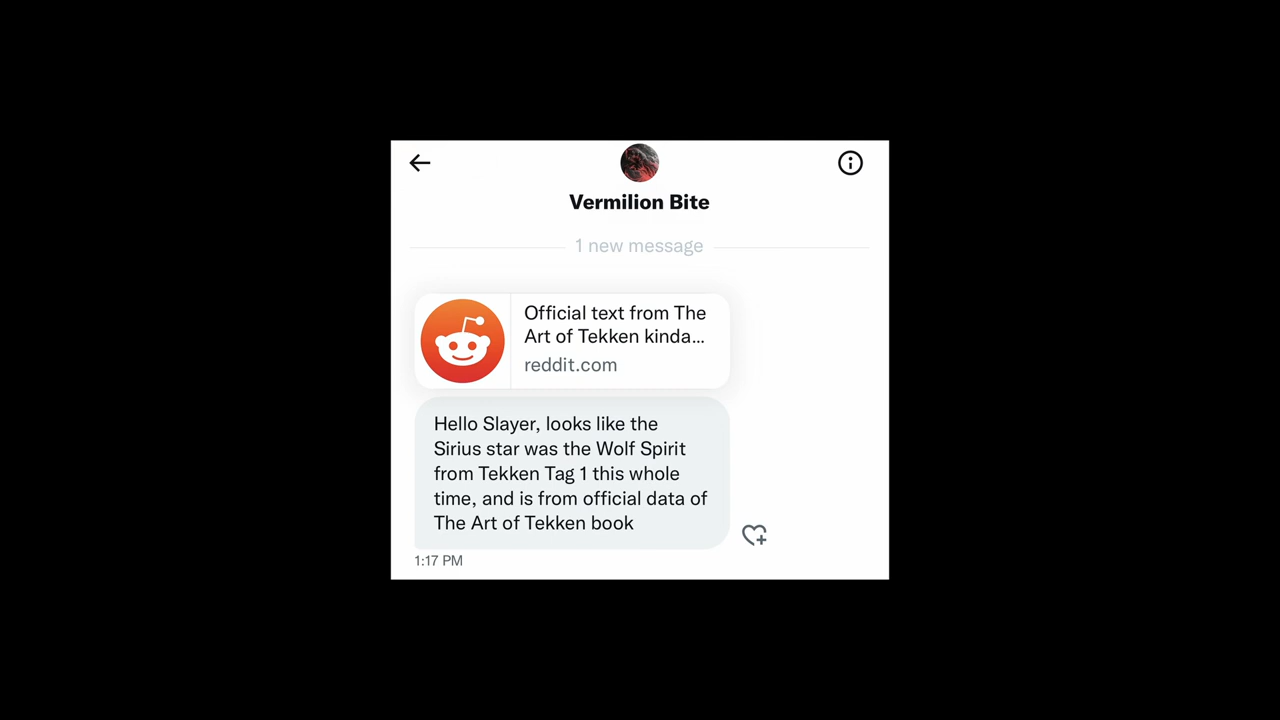 Vermilion Bite
1 new message
Official text from The
Art of Tekken kinda...
reddit.com
Hello Slayer, looks like the
Sirius star was the Wolf Spirit
from Tekken Tag 1 this whole
time, and is from official data of
The Art of Tekken book
1:17 PM